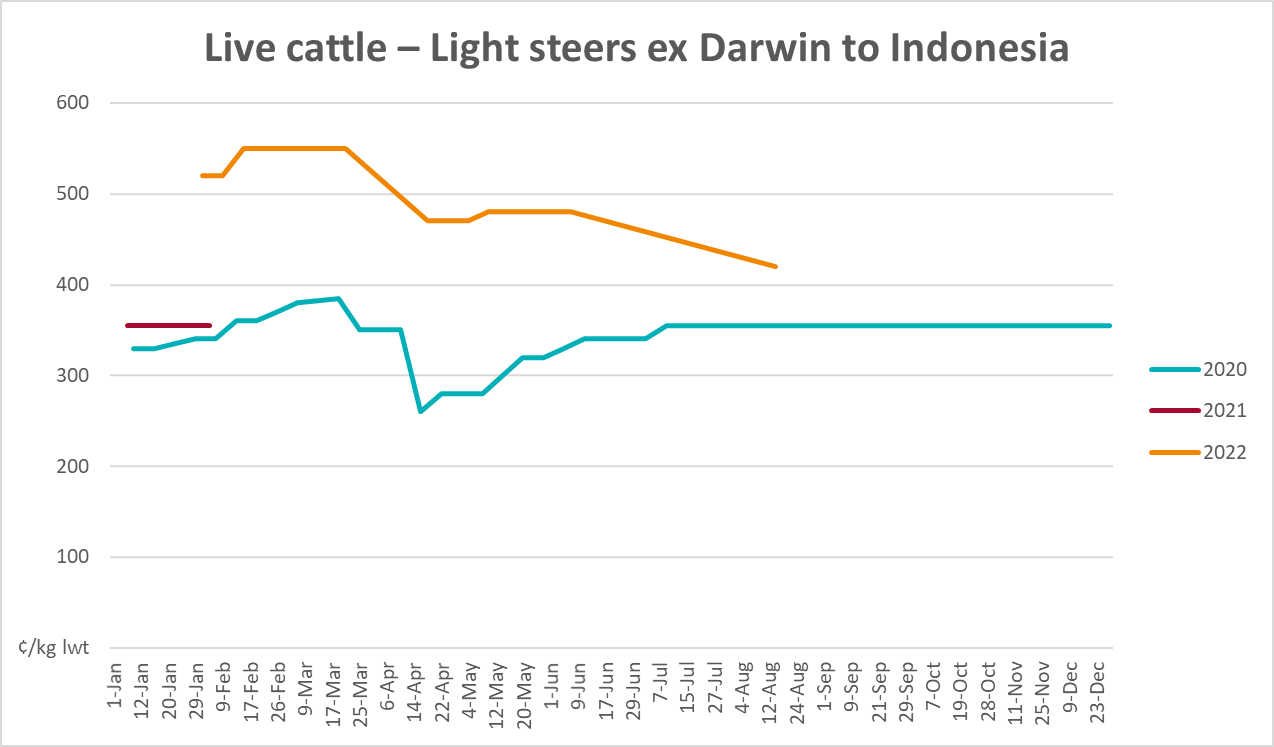 Live cattle – Light steers ex Darwin to Indonesia
600
500
400
300
200
100
¢/kg lwt
1-Jan
12-Jan
20-Jan
29-Jan
9-Feb
17-Feb
26-Feb
9-Mar
17-Mar
25-Mar
6-Apr
14-Apr
22-Apr
4-May
12-May
20-May
1-Jun
9-Jun
17-Jun
29-Jun
7-Jul
15-Jul
27-Jul
4-Aug
12-Aug
24-Aug
1-Sep
9-Sep
21-Sep
29-Sep
7-Oct
19-Oct
28-Oct
11-Nov
25-Nov
9-Dec
23-Dec
2020
2021
2022